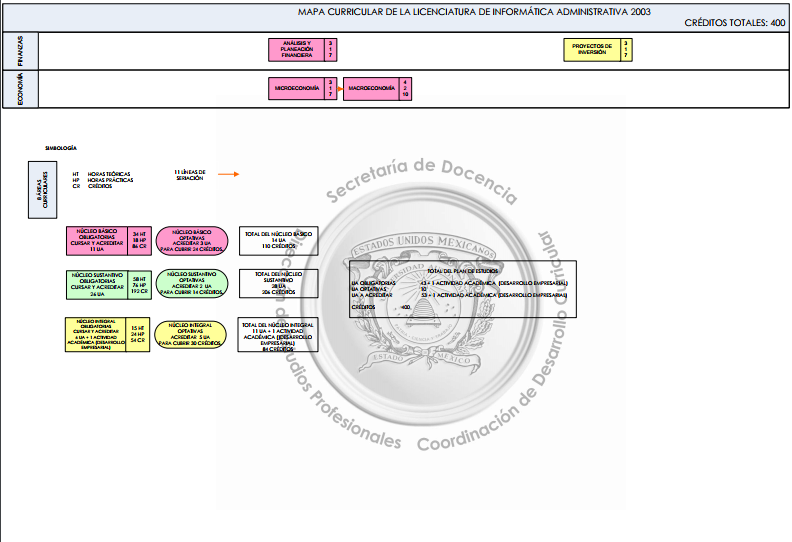 MAPA CURRICULAR DE LA LICENCIATURA DE INFORMÁTICA ADMINISTRATIVA 2003
CRÉDITOS TOTALES: 400
FINANZAS
ANÁLISIS Y
PLANEACIÓN
FINANCIERA
3
1
7
PROYECTOS DE
INVERSIÓN
3
1
7
ECONOMÍA
MICROECONOMÍA
3
1
7
MACROECONOMÍA
4
2
10
SIMBOLOGÍA
8 ÁREAS
CURRICULARES
HT HORAS TEÓRICAS
HP HORAS PRÁCTICAS
CR CRÉDITOS
11 LÍNEAS DE
SERIACIÓN
NÚCLEO BÁSICO
OBLIGATORIAS
CURSAR Y ACREDITAR
11 UA
34 HT
18 HP
86 CR
NÚCLEO BÁSICO
OPTATIVAS
ACREDITAR 3 UA
PARA CUBRIR 24 CRÉDITOS
TOTAL DEL NÚCLEO BÁSICO
14 UA
110 CRÉDITOS
NÚCLEO SUSTANTIVO
OBLIGATORIAS
CURSAR Y ACREDITAR
26 UA
58 HT
76 HP
192 CR
NÚCLEO SUSTANTIVO
OPTATIVAS
ACREDITAR 2 UA
PARA CUBRIR 14 CRÉDITOS
TOTAL DEL NÚCLEO
SUSTANTIVO
28 UA
206 CRÉDITOS
NÚCLEO INTEGRAL
OBLIGATORIAS
CURSAR Y ACREDITAR
6 UA + 1 ACTIVIDAD
ACADÉMICA (DESARROLLO
EMPRESARIAL)
15 HT
24 HP
54 CR
NÚCLEO INTEGRAL
OPTATIVAS
ACREDITAR 5 UA
PARA CUBRIR 30 CRÉDITOS
TOTAL DEL NÚCLEO INTEGRAL
11 UA + 1 ACTIVIDAD
ACADÉMICA (DESARROLLO
EMPRESARIAL)
84 CRÉDITOS
TOTAL DEL PLAN DE ESTUDIOS
UA OBLIGATORIAS 43 + 1 ACTIVIDAD ACADÉMICA (DESARROLLO EMPRESARIAL)
UA OPTATIVAS 10
UA A ACREDITAR 53 + 1 ACTIVIDAD ACADÉMICA (DESARROLLO EMPRESARIAL)
CRÉDITOS 400
Secretaría de Docencia
Profesionales
Coordinación de Desarrollo
ESTADOS UNIDOS MEXICANOS
ESTADO DE MÉXICO